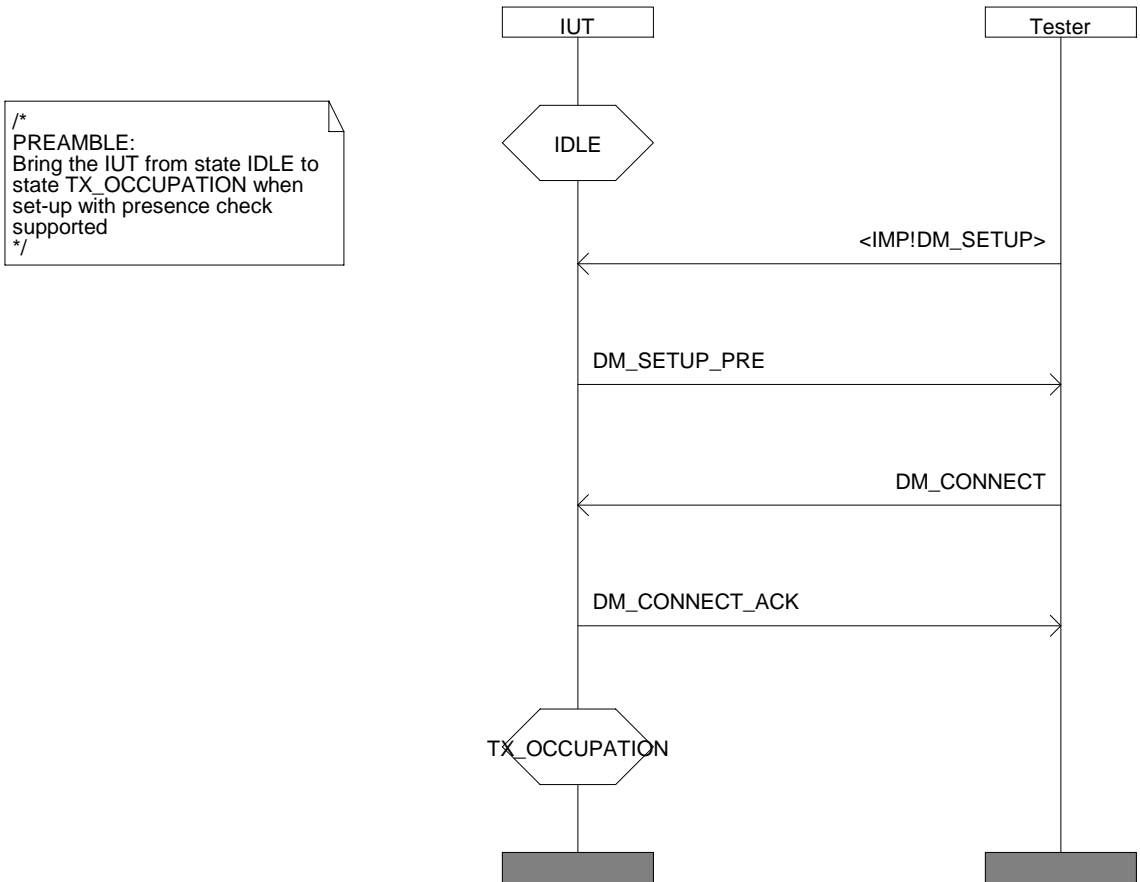 IUT
Tester
/*
PREAMBLE:
Bring the IUT from state IDLE to
state TX_OCCUPATION when
set-up with presence check
supported
*/
IDLE
<IMP!DM_SETUP>
DM_SETUP_PRE
DM_CONNECT
DM_CONNECT_ACK
TX_OCCUPATION